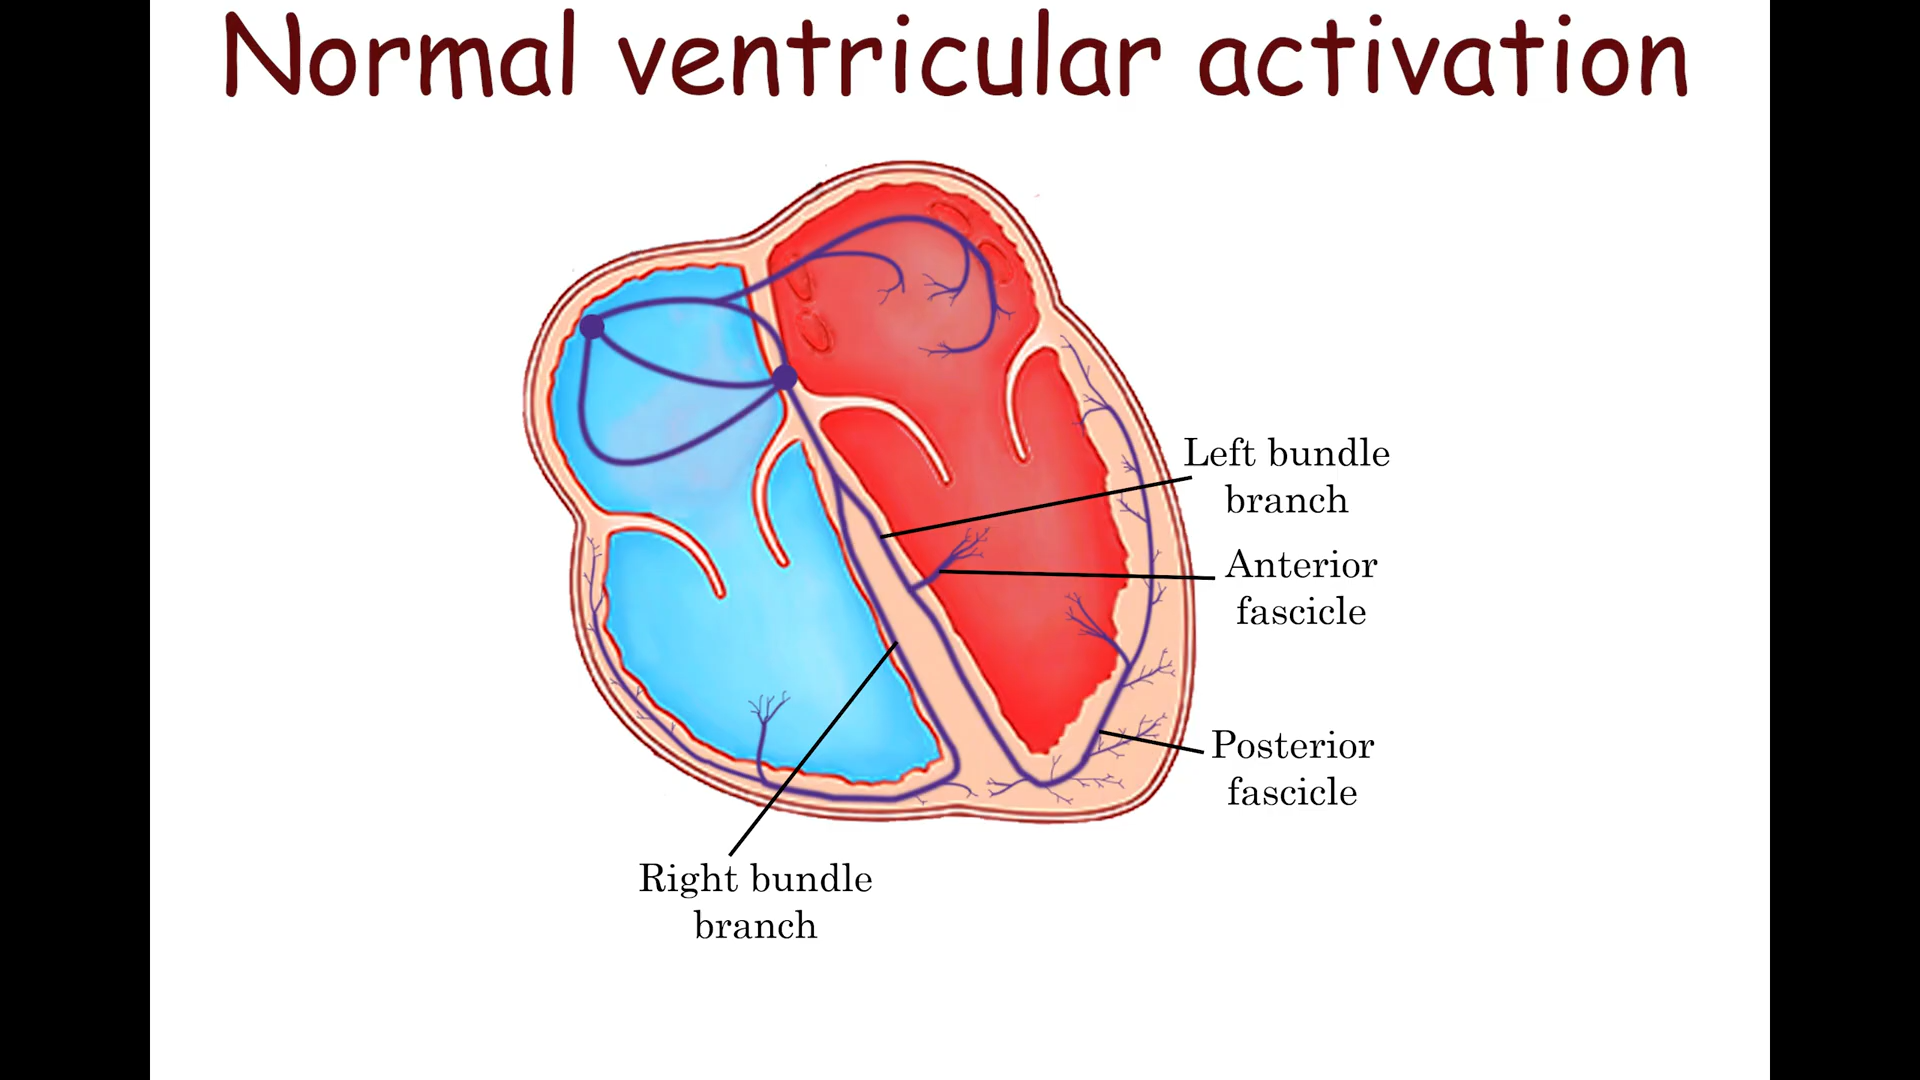 Normal ventricular activation
Left bundle
branch
Anterior
fascicle
Posterior
fascicle
Right bundle
branch